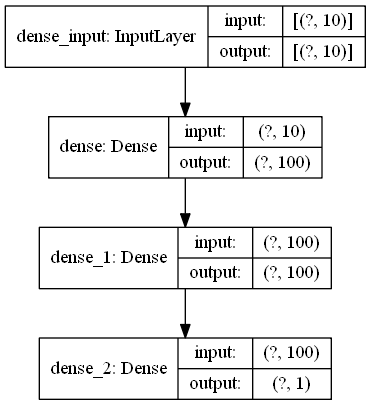 dense_input: InputLayer
input: [(?, 10)]
output: [(?, 10)]
dense: Dense
input: (?, 10)
output: (?, 100)
dense_1: Dense
input: (?, 100)
output: (?, 100)
dense_2: Dense
input: (?, 100)
output: (?, 1)